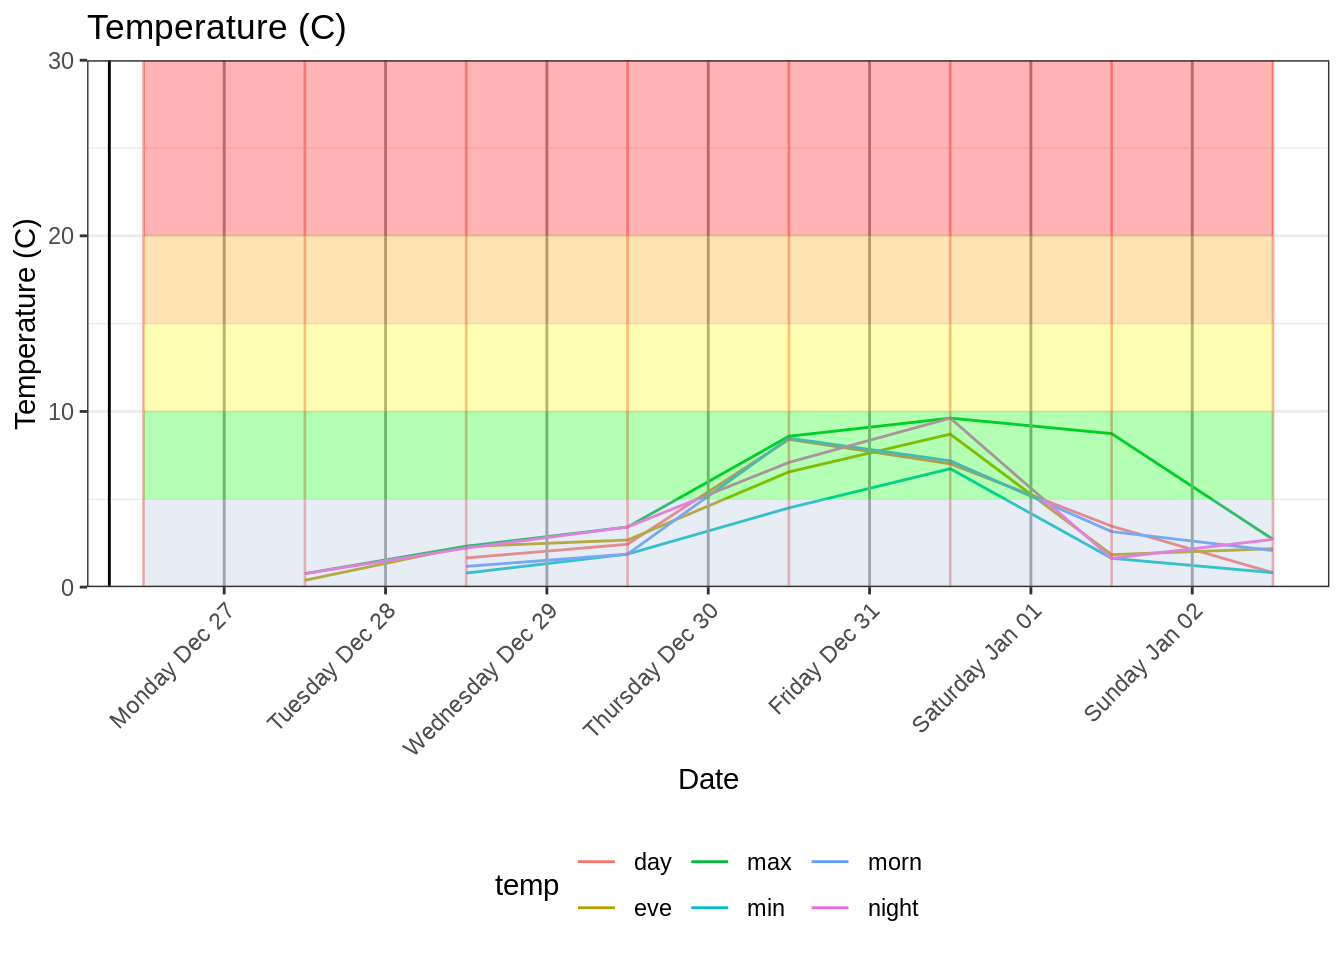 Temperature (C)
Temperature (C)
30
20
10
0
Monday Dec 27
Tuesday Dec 28
Wednesday Dec 29
Thursday Dec 30
Friday Dec 31
Saturday Jan 01
Sunday Jan 02
Date
temp
day
max
morn
eve
min
night